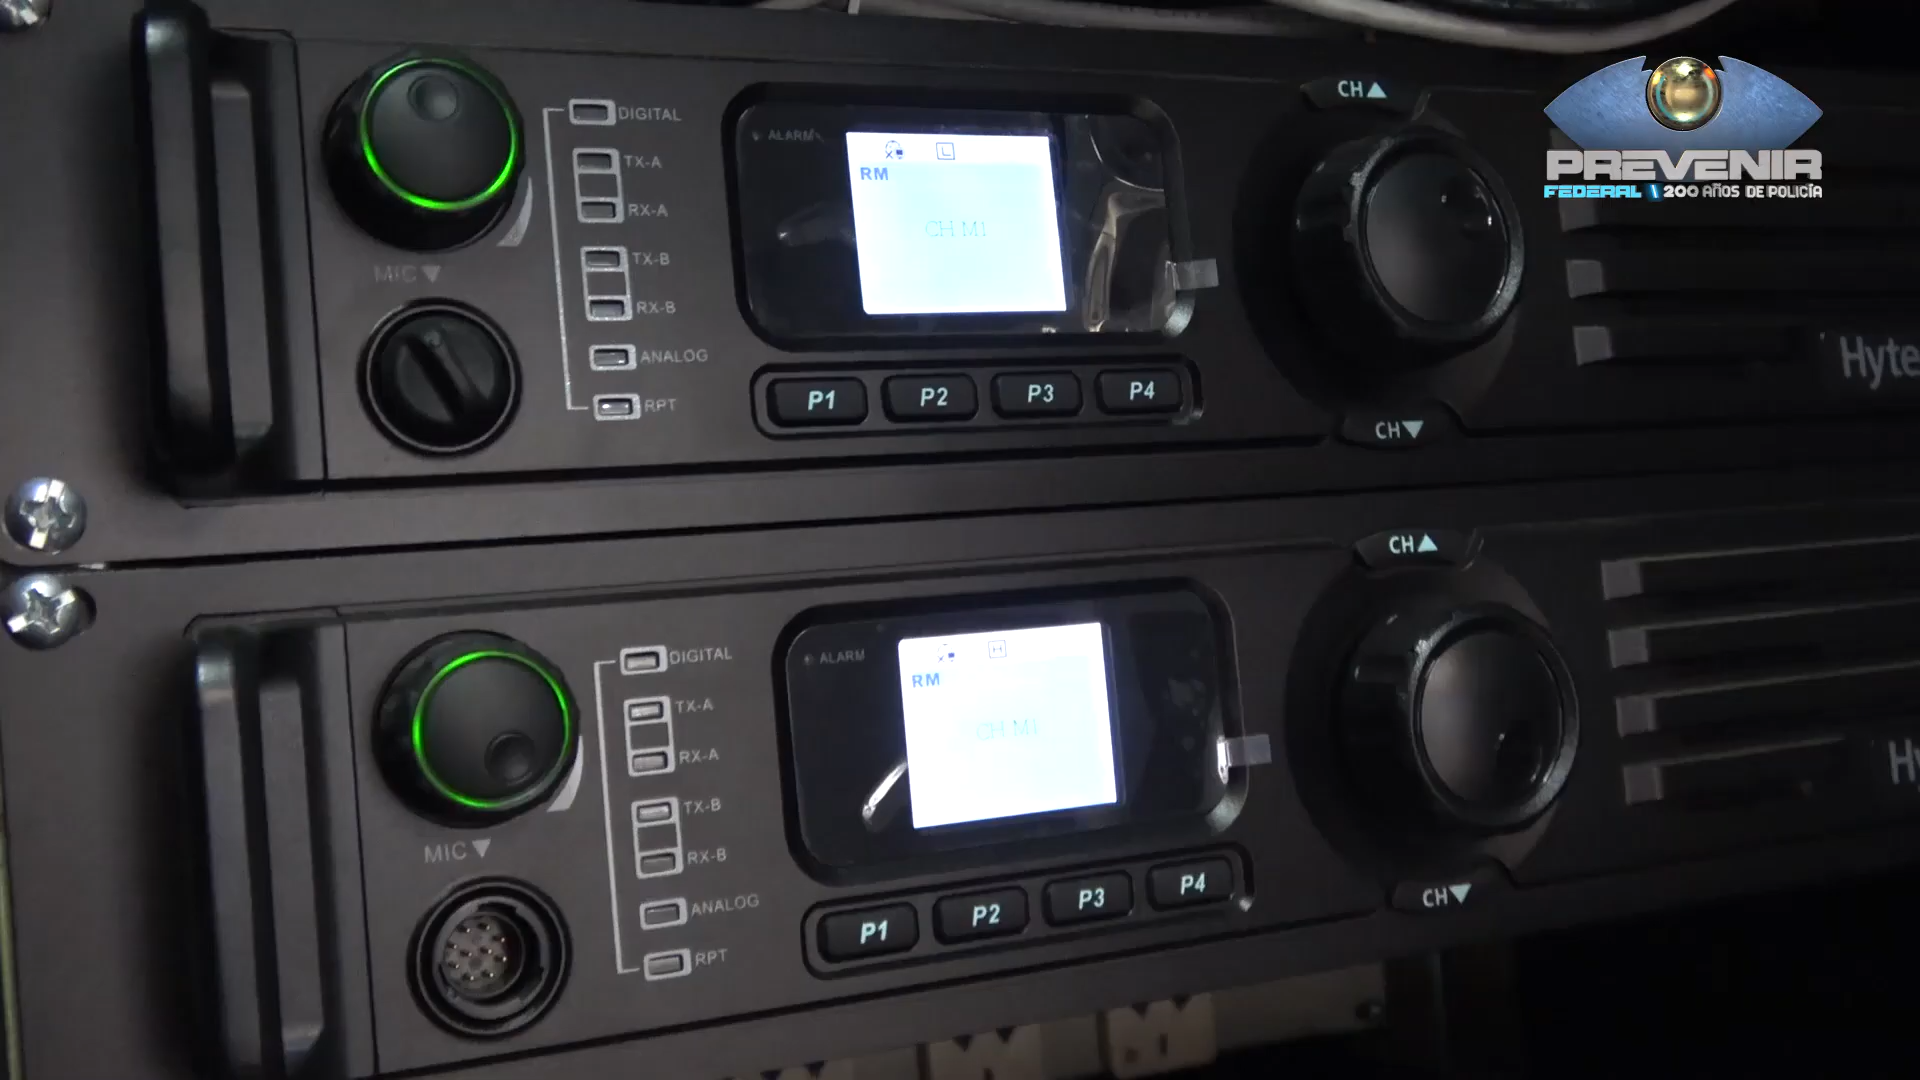 PREVENIR
FEDERAL 200 AÑOS DE POLICÍA
DIGITAL
TX-A
RX-A
TX-B
RX-B
ANALOG
RPT
MIC
ALARM
L
RM
CH M1
P1 P2 P3 P4
CH
CH
Hyte
DIGITAL
TX-A
RX-A
TX-B
RX-B
ANALOG
RPT
MIC
ALARM
H
RM
CH M1
P1 P2 P3 P4
CH
CH
Hy